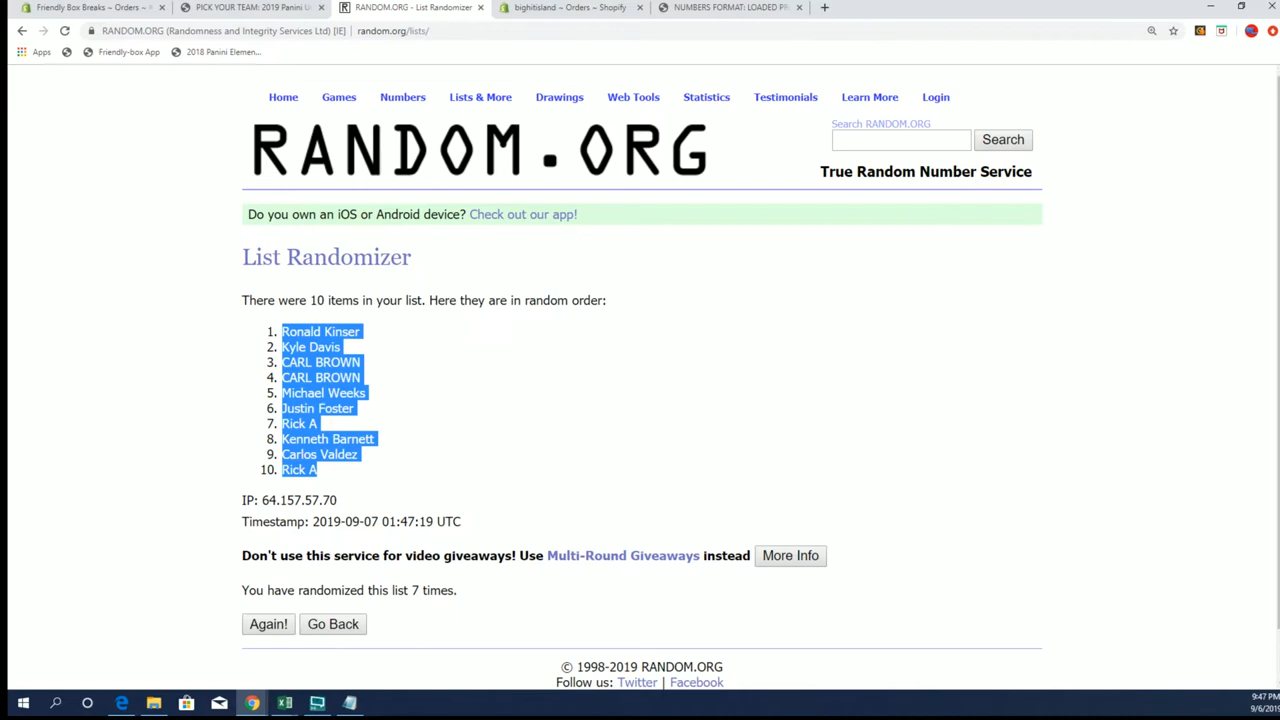 Friendly Box Breaks ~ Orders ~
PICK YOUR TEAM: 2019 Panini U
RANDOM.ORG - List Randomizer
bighitisland ~ Orders ~ Shopify
NUMBERS FORMAT: LOADED PR
RANDOM.ORG (Randomness and Integrity Services Ltd) [IE] | random.org/lists/
Apps
Friendly-box App
2018 Panini Elemen...
Home Games Numbers Lists & More Drawings Web Tools Statistics Testimonials Learn More Login
RANDOM.ORG
Search RANDOM.ORG
Search
True Random Number Service
Do you own an iOS or Android device? Check out our app!
List Randomizer
There were 10 items in your list. Here they are in random order:
1. Ronald Kinser
2. Kyle Davis
3. CARL BROWN
4. CARL BROWN
5. Michael Weeks
6. Justin Foster
7. Rick A
8. Kenneth Barnett
9. Carlos Valdez
10. Rick A
IP: 64.157.57.70
Timestamp: 2019-09-07 01:47:19 UTC
Don't use this service for video giveaways! Use Multi-Round Giveaways instead More Info
You have randomized this list 7 times.
Again! Go Back
© 1998-2019 RANDOM.ORG
Follow us: Twitter | Facebook
9:47 PM
9/6/2019